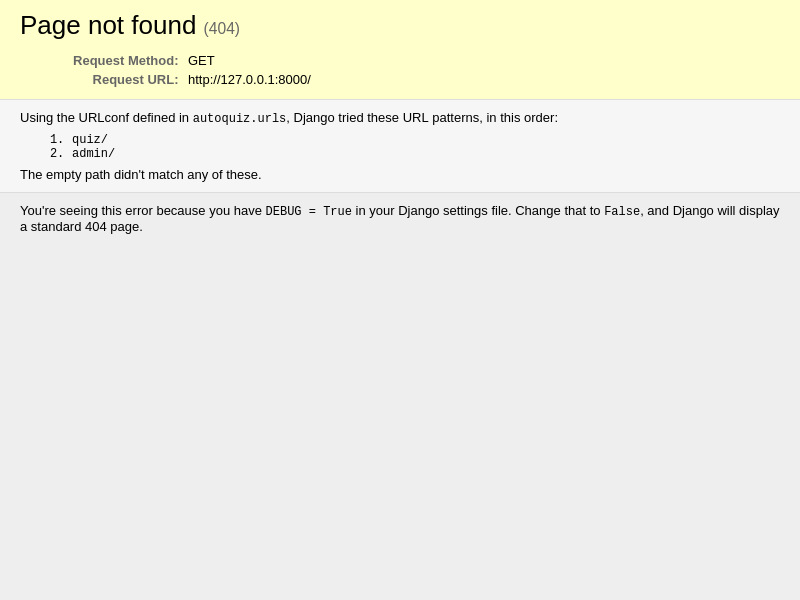 Page not found (404)
Request Method: GET
Request URL: http://127.0.0.1:8000/
Using the URLconf defined in autoquiz.urls, Django tried these URL patterns, in this order:
1. quiz/
2. admin/
The empty path didn't match any of these.
You're seeing this error because you have DEBUG = True in your Django settings file. Change that to False, and Django will display
a standard 404 page.